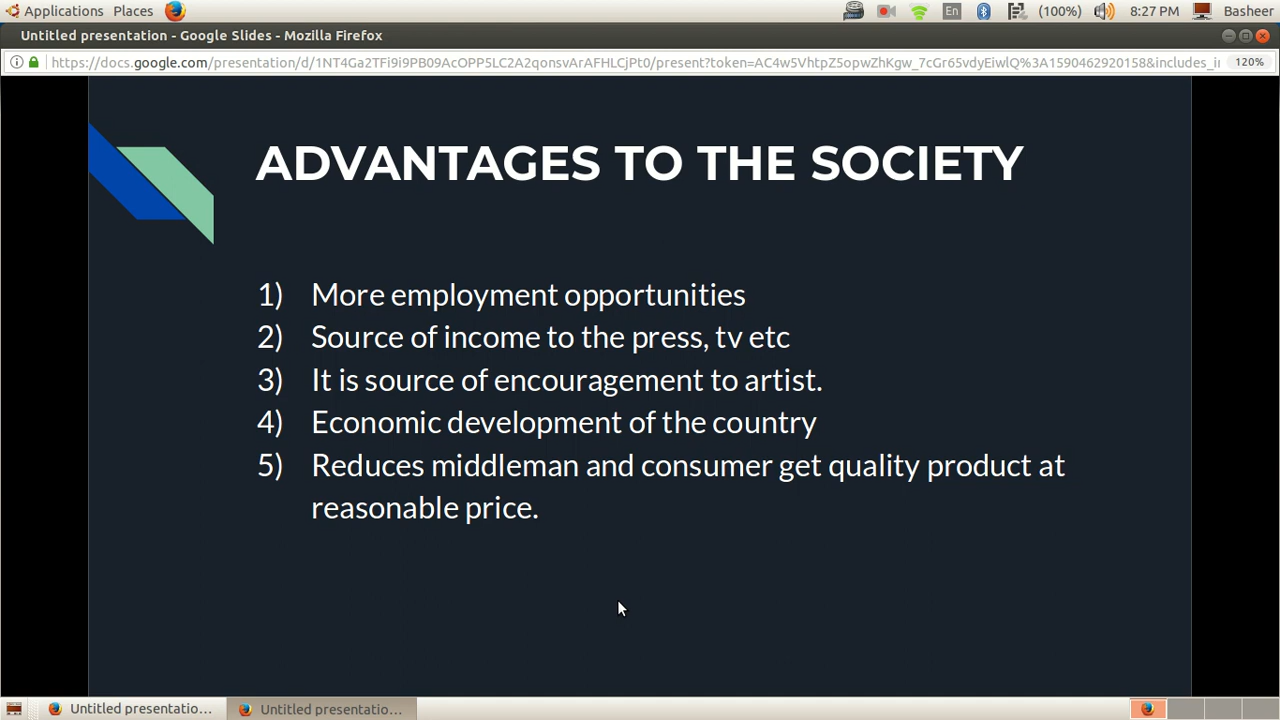 Applications Places En (100%) 8:27 PM Basheer
Untitled presentation - Google Slides - Mozilla Firefox
https://docs.google.com/presentation/d/1NT4Ga2TFi9i9PB09AcOPP5LC2A2qonsvArAFHLCjPt0/present?token=AC4w5VhtpZ5opwZhKgw_7cGr65vdyEiwlQ%3A1590462920158&includes_i 120%
ADVANTAGES TO THE SOCIETY
1) More employment opportunities
2) Source of income to the press, tv etc
3) It is source of encouragement to artist.
4) Economic development of the country
5) Reduces middleman and consumer get quality product at
reasonable price.
Untitled presentatio... Untitled presentatio...